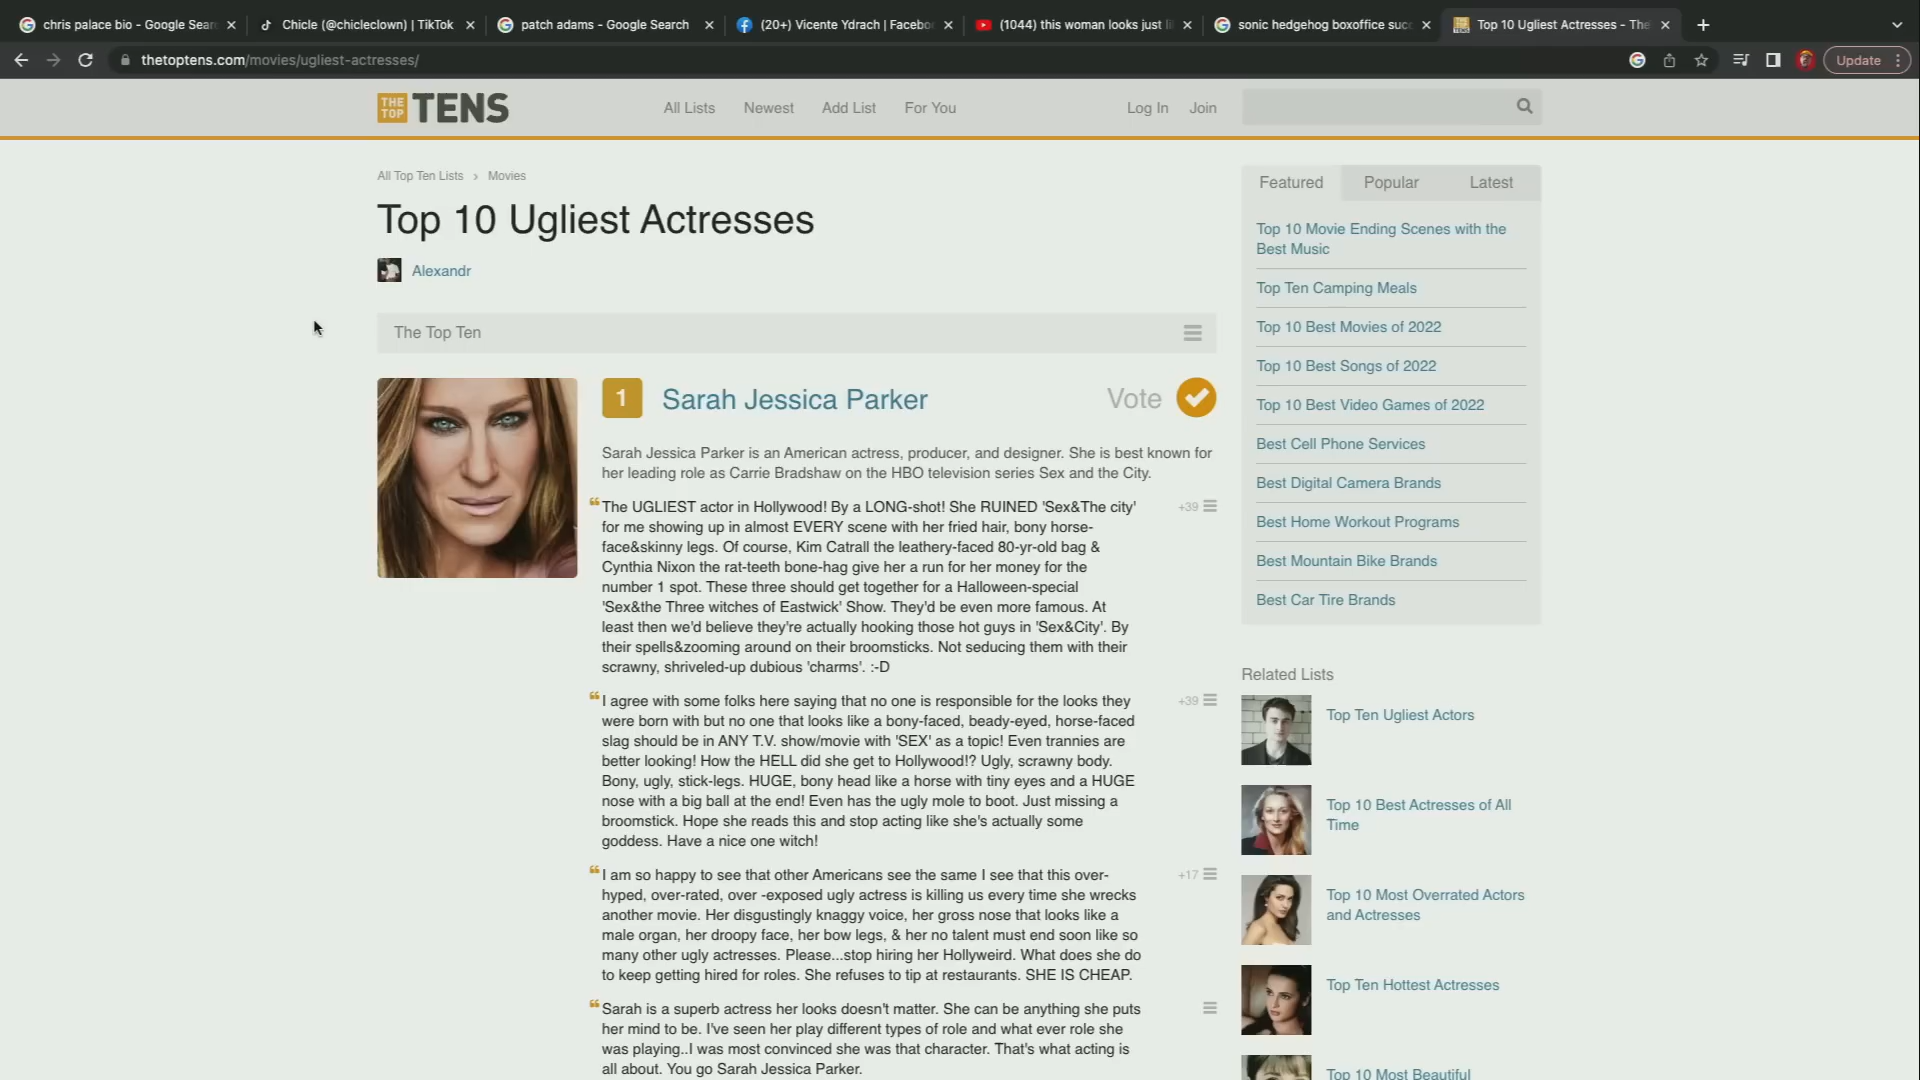 chris palace bio - Google Sear
Chicle (@chicleclown) | TikTok
patch adams - Google Search
(20+) Vicente Ydrach | Facebo
(1044) this woman looks just li
sonic hedgehog boxoffice suc
Top 10 Ugliest Actresses - The
thetoptens.com/movies/ugliest-actresses/
Update
THE TOP TENS
All Lists
Newest
Add List
For You
Log In
Join
All Top Ten Lists › Movies
Top 10 Ugliest Actresses
Alexandr
The Top Ten
1 Sarah Jessica Parker
Vote
Sarah Jessica Parker is an American actress, producer, and designer. She is best known for
her leading role as Carrie Bradshaw on the HBO television series Sex and the City.
The UGLIEST actor in Hollywood! By a LONG-shot! She RUINED 'Sex&The city'
for me showing up in almost EVERY scene with her fried hair, bony horse-
face&skinny legs. Of course, Kim Catrall the leathery-faced 80-yr-old bag &
Cynthia Nixon the rat-teeth bone-hag give her a run for her money for the
number 1 spot. These three should get together for a Halloween-special
'Sex&the Three witches of Eastwick' Show. They'd be even more famous. At
least then we'd believe they're actually hooking those hot guys in 'Sex&City'. By
their spells&zooming around on their broomsticks. Not seducing them with their
scrawny, shriveled-up dubious 'charms'. :-D
+39
I agree with some folks here saying that no one is responsible for the looks they
were born with but no one that looks like a bony-faced, beady-eyed, horse-faced
slag should be in ANY T.V. show/movie with 'SEX' as a topic! Even trannies are
better looking! How the HELL did she get to Hollywood!? Ugly, scrawny body.
Bony, ugly, stick-legs. HUGE, bony head like a horse with tiny eyes and a HUGE
nose with a big ball at the end! Even has the ugly mole to boot. Just missing a
broomstick. Hope she reads this and stop acting like she's actually some
goddess. Have a nice one witch!
+39
I am so happy to see that other Americans see the same I see that this over-
hyped, over-rated, over -exposed ugly actress is killing us every time she wrecks
another movie. Her disgustingly knaggy voice, her gross nose that looks like a
male organ, her droopy face, her bow legs, & her no talent must end soon like so
many other ugly actresses. Please...stop hiring her Hollyweird. What does she do
to keep getting hired for roles. She refuses to tip at restaurants. SHE IS CHEAP.
+17
Sarah is a superb actress her looks doesn't matter. She can be anything she puts
her mind to be. I've seen her play different types of role and what ever role she
was playing..I was most convinced she was that character. That's what acting is
all about. You go Sarah Jessica Parker.
Featured
Popular
Latest
Top 10 Movie Ending Scenes with the
Best Music
Top Ten Camping Meals
Top 10 Best Movies of 2022
Top 10 Best Songs of 2022
Top 10 Best Video Games of 2022
Best Cell Phone Services
Best Digital Camera Brands
Best Home Workout Programs
Best Mountain Bike Brands
Best Car Tire Brands
Related Lists
Top Ten Ugliest Actors
Top 10 Best Actresses of All
Time
Top 10 Most Overrated Actors
and Actresses
Top Ten Hottest Actresses
Top 10 Most Beautiful